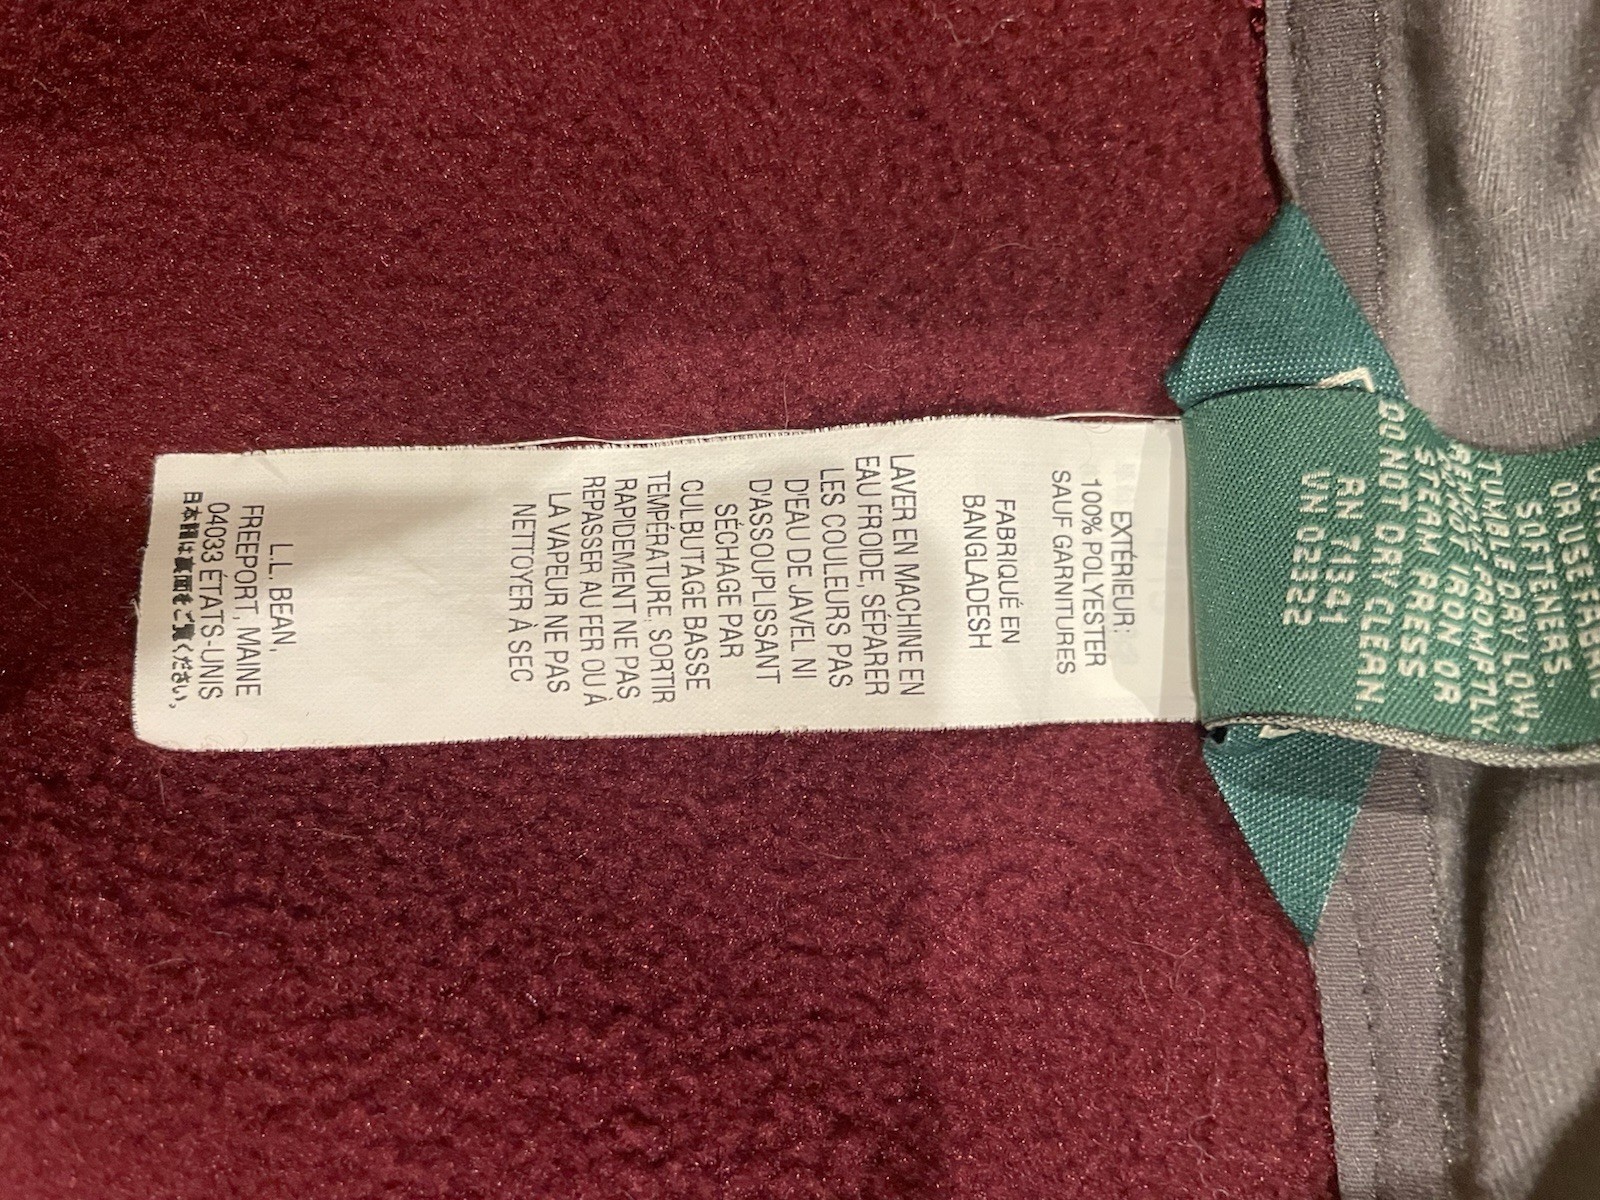 OR USE FABRIC
SOFTENERS.
TUMBLE DRY LOW,
REMOVE PROMPTLY.
DO NOT IRON OR
STEAM PRESS
DO NOT DRY CLEAN.
RN 71341
VN 02322
EXTÉRIEUR:
100% POLYESTER
SAUF GARNITURES
FABRIQUÉ EN
BANGLADESH
LAVER EN MACHINE EN
EAU FROIDE, SÉPARER
LES COULEURS PAS
D'EAU DE JAVEL NI
D'ASSOUPLISSANT
SÉCHAGE PAR
CULBUTAGE BASSE
TEMPÉRATURE. SORTIR
RAPIDEMENT NE PAS
REPASSER AU FER OU À
LA VAPEUR NE PAS
NETTOYER À SEC
L.L. BEAN,
FREEPORT, MAINE
04033 ÉTATS-UNIS
日本語は裏面をご覧ください。